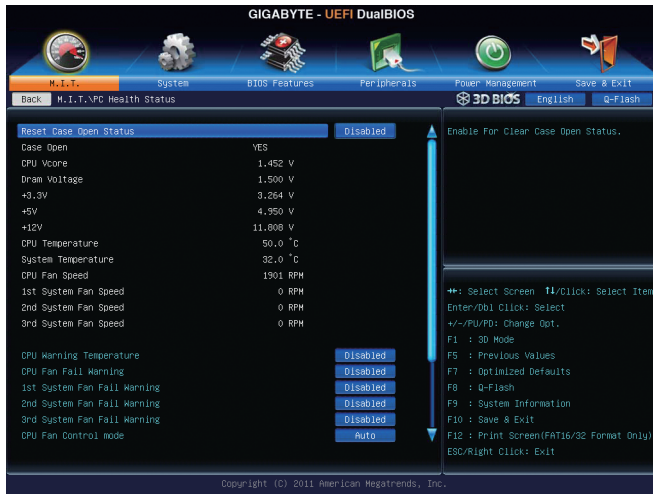 GIGABYTE - UEFI DualBIOS
M.I.T. System BIOS Features Peripherals Power Management Save & Exit
Back M.I.T.\PC Health Status 3D BIOS English Q-Flash
Reset Case Open Status Disabled
Case Open YES
CPU Vcore 1.452 V
Dram Voltage 1.500 V
+3.3V 3.264 V
+5V 4.950 V
+12V 11.808 V
CPU Temperature 50.0 °C
System Temperature 32.0 °C
CPU Fan Speed 1901 RPM
1st System Fan Speed 0 RPM
2nd System Fan Speed 0 RPM
3rd System Fan Speed 0 RPM
CPU Warning Temperature Disabled
CPU Fan Fail Warning Disabled
1st System Fan Fail Warning Disabled
2nd System Fan Fail Warning Disabled
3rd System Fan Fail Warning Disabled
CPU Fan Control mode Auto
Enable For Clear Case Open Status.
→←: Select Screen ↑↓/Click: Select Item
Enter/Dbl Click: Select
+/-/PU/PD: Change Opt.
F1 : 3D Mode
F5 : Previous Values
F7 : Optimized Defaults
F8 : Q-Flash
F9 : System Information
F10 : Save & Exit
F12 : Print Screen(FAT16/32 Format Only)
ESC/Right Click: Exit
Copyright (C) 2011 American Megatrends, Inc.